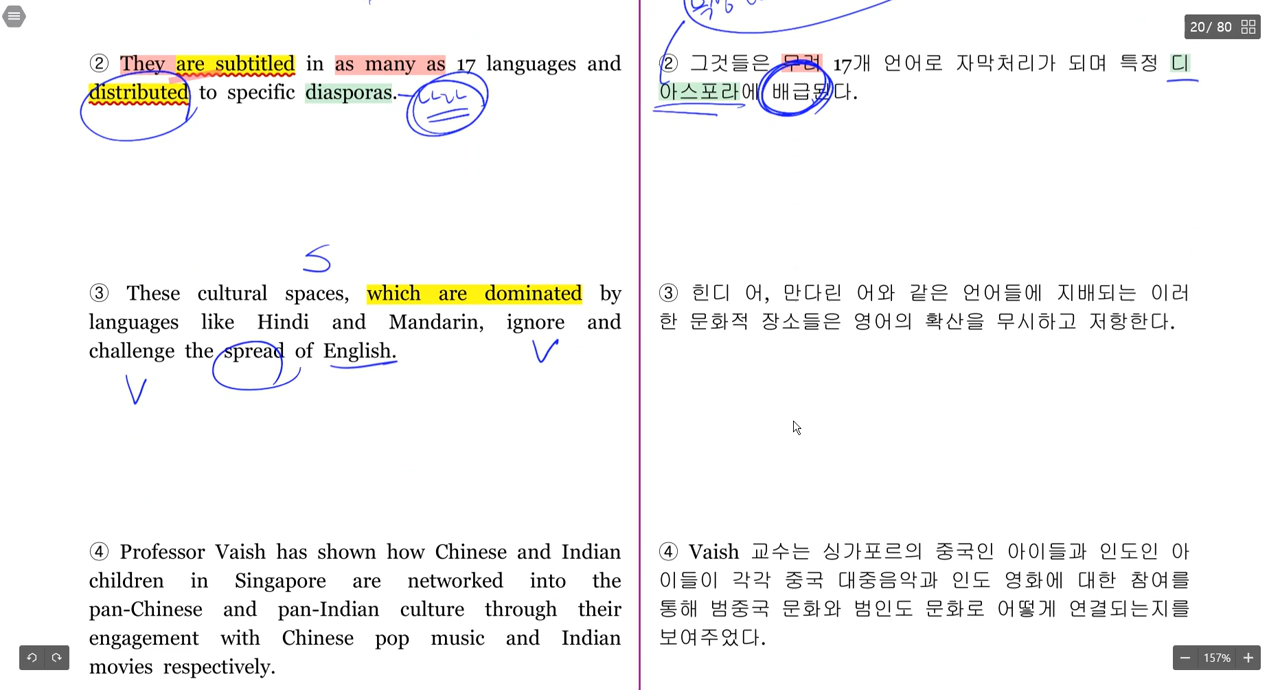 20/ 80
② They are subtitled in as many as 17 languages and
distributed to specific diasporas.
② 그것들은 무려 17개 언어로 자막처리가 되며 특정 디
아스포라에 배급된다.
S
③ These cultural spaces, which are dominated by
languages like Hindi and Mandarin, ignore and
challenge the spread of English.
V
V
③ 힌디 어, 만다린 어와 같은 언어들에 지배되는 이러
한 문화적 장소들은 영어의 확산을 무시하고 저항한다.
④ Professor Vaish has shown how Chinese and Indian
children in Singapore are networked into the
pan-Chinese and pan-Indian culture through their
engagement with Chinese pop music and Indian
movies respectively.
④ Vaish 교수는 싱가포르의 중국인 아이들과 인도인 아
이들이 각각 중국 대중음악과 인도 영화에 대한 참여를
통해 범중국 문화와 범인도 문화로 어떻게 연결되는지를
보여주었다.
157%